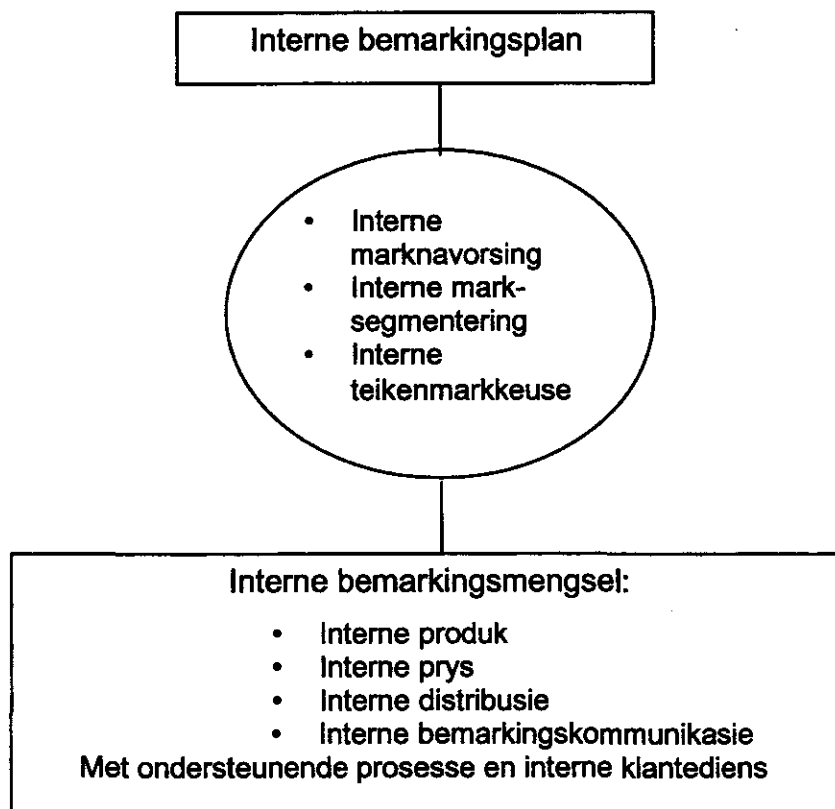 Interne bemarkingsplan
• Interne
marknavorsing
• Interne mark-
segmentering
• Interne
teikenmarkkeuse
Interne bemarkingsmengsel:
• Interne produk
• Interne prys
• Interne distribusie
• Interne bemarkingskommunikasie
Met ondersteunende prosesse en interne klantediens